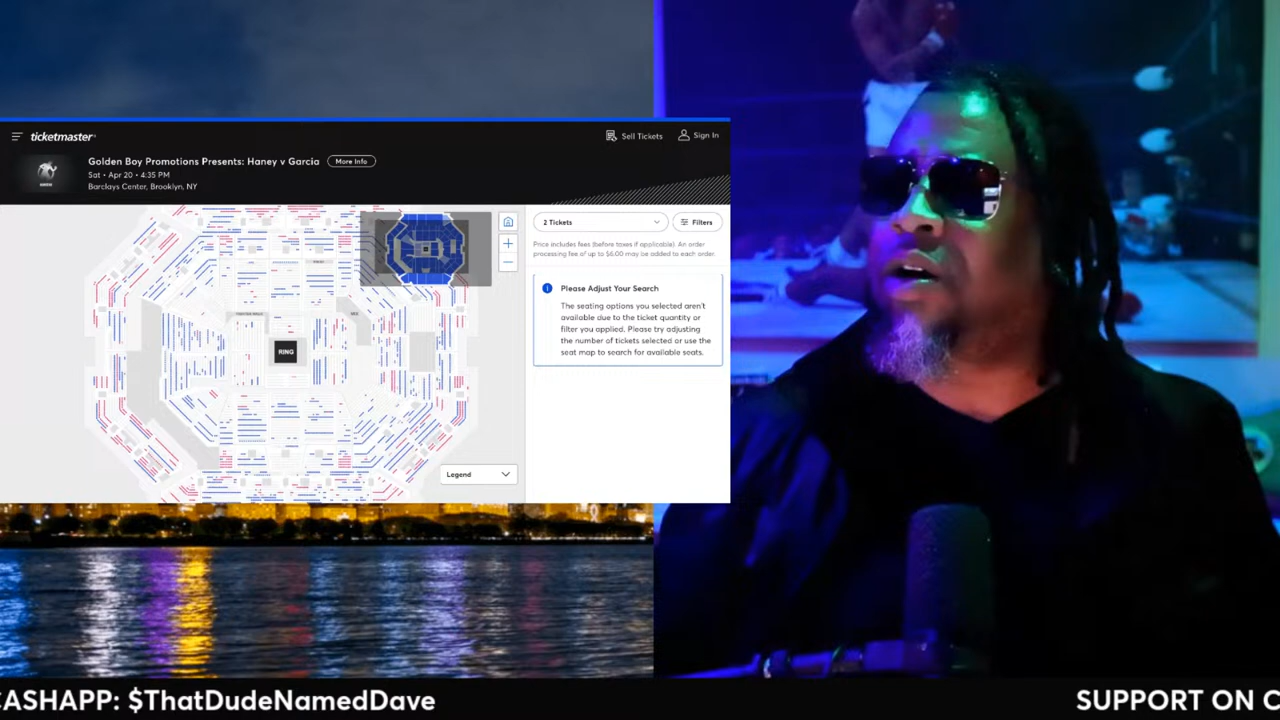 ticketmaster
Sell Tickets
Sign In
Golden Boy Promotions Presents: Haney v Garcia
More Info
Sat • Apr 20 • 4:35 PM
Barclays Center, Brooklyn, NY
2 Tickets
Filters
Price includes fees (before taxes if applicable). An order
processing fee of up to $6.00 may be added to each order.
Please Adjust Your Search
The seating options you selected aren't
available due to the ticket quantity or
filter you applied. Please try adjusting
the number of tickets selected or use the
seat map to search for available seats.
RING
Legend
CASHAPP: $ThatDudeNamedDave
SUPPORT ON C